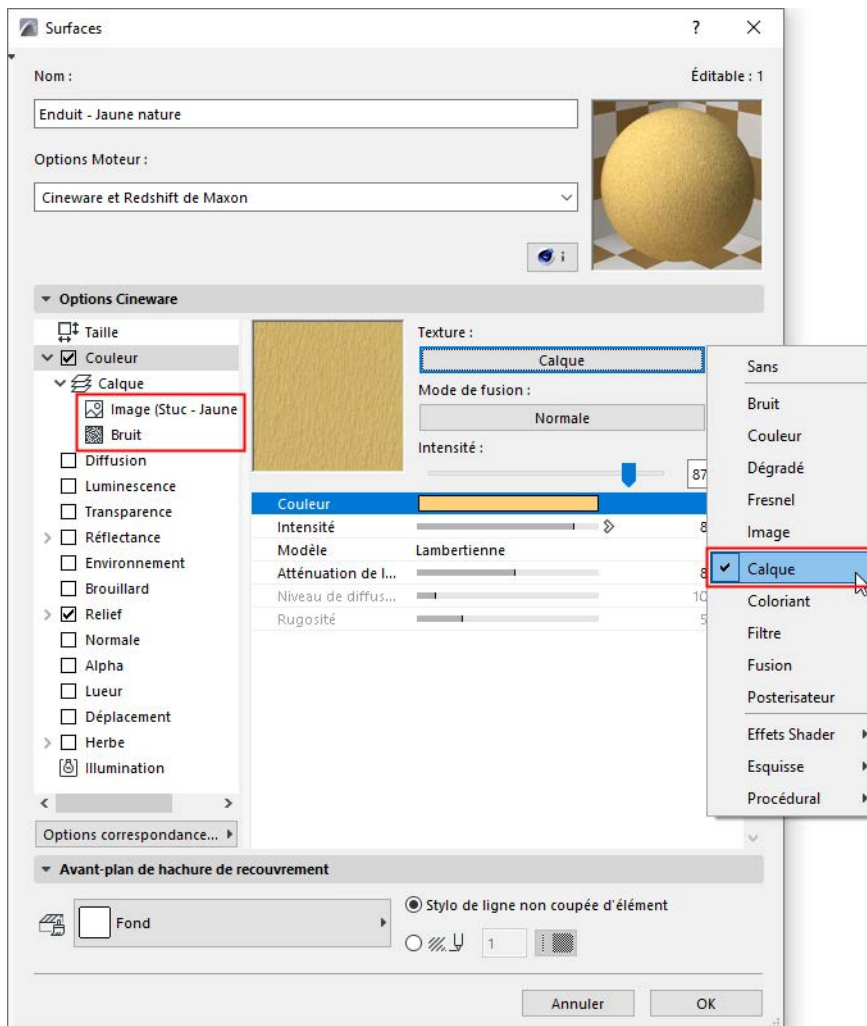 Surfaces
?
Nom :
Éditable : 1
Enduit - Jaune nature
Options Moteur :
Cineware et Redshift de Maxon
i
Options Cineware
Taille
Couleur
Calque
Image (Stuc - Jaune
Bruit
Diffusion
Luminescence
Transparence
Réflectance
Environnement
Brouillard
Relief
Normale
Alpha
Lueur
Déplacement
Herbe
Illumination
Options correspondance...
Texture :
Calque
Mode de fusion :
Normale
Intensité :
87
Couleur
Intensité
8
Modèle
Lambertienne
Atténuation de l...
8
Niveau de diffus...
10
Rugosité
5
Sans
Bruit
Couleur
Dégradé
Fresnel
Image
Calque
Coloriant
Filtre
Fusion
Posterisateur
Effets Shader
Esquisse
Procédural
Avant-plan de hachure de recouvrement
Fond
Stylo de ligne non coupée d'élément
1
Annuler
OK